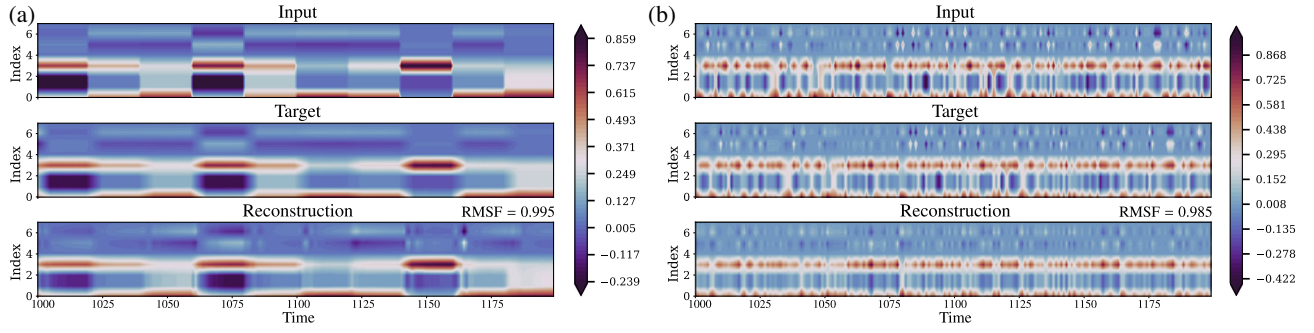 (a)
Input
Index
6
4
2
0
Target
Index
4
2
0
Reconstruction RMSF = 0.995
Index
6
4
2
0
1000 1025 1050 1075 1100 1125 1150 1175
Time
0.859
0.737
0.615
0.493
0.371
0.249
0.127
0.005
−0.117
−0.239
(b)
Input
Index
6
4
2
0
Target
Index
6
4
2
0
Reconstruction RMSF = 0.985
Index
6
4
2
0
1000 1025 1050 1075 1100 1125 1150 1175
Time
0.868
0.725
0.581
0.438
0.295
0.152
0.008
−0.135
−0.278
−0.422